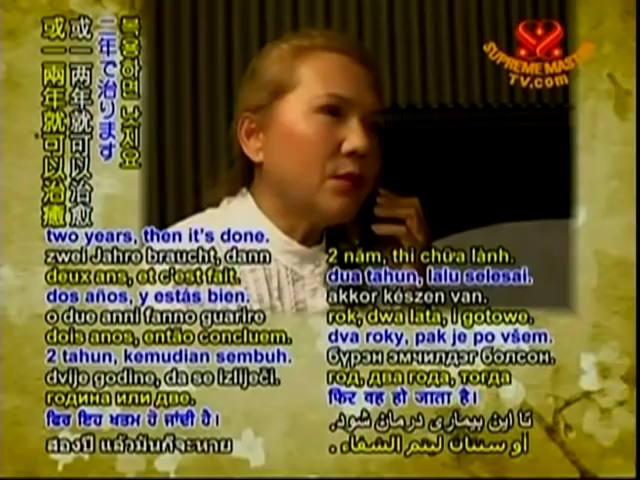 SUPREME MASTER
TV.com
或一兩年就可以治癒
或一两年就可以治愈
二年で治ります
two years, then it's done.
zwei Jahre braucht, dann
deux ans, et c'est fait.
dos años, y estás bien.
o due anni fanno guarire
dois anos, então concluem.
2 tahun, kemudian sembuh.
dvije godine, da se izliječi.
година или две.
ਫਿਰ ਇਹ ਖਤਮ ਹੋ ਜਾਂਦੀ ਹੈ।
สองปี แล้วมันก็จะหาย
2 năm, thì chữa lành.
dua tahun, lalu selesai.
akkor készen van.
rok, dwa lata, i gotowe.
dva roky, pak je po všem.
бүрэн эмчилдэг болсон.
год, два года, тогда
फिर वह हो जाता है।
تا این بیماری درمان شود.
أو سنتان ليتم الشفاء.